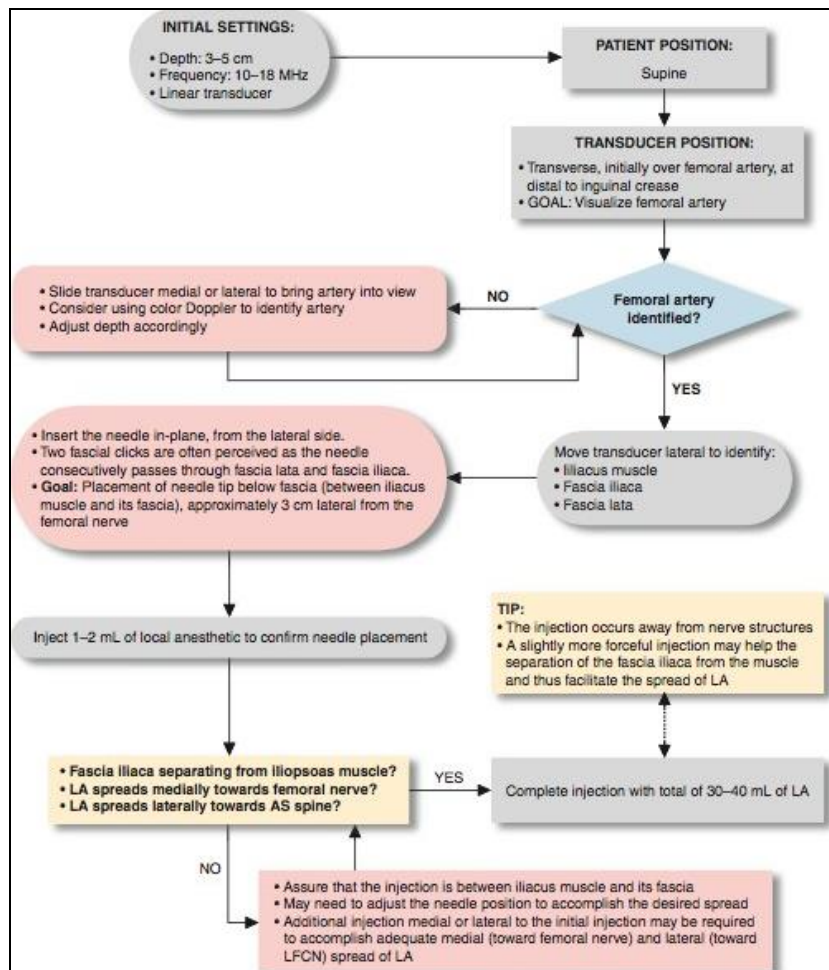 INITIAL SETTINGS:
• Depth: 3–5 cm
• Frequency: 10–18 MHz
• Linear transducer
PATIENT POSITION:
Supine
TRANSDUCER POSITION:
• Transverse, initially over femoral artery, at
distal to inguinal crease
• GOAL: Visualize femoral artery
• Slide transducer medial or lateral to bring artery into view
• Consider using color Doppler to identify artery
• Adjust depth accordingly
NO
Femoral artery
identified?
YES
• Insert the needle in-plane, from the lateral side.
• Two fascial clicks are often perceived as the needle
consecutively passes through fascia lata and fascia iliaca.
• Goal: Placement of needle tip below fascia (between iliacus
muscle and its fascia), approximately 3 cm lateral from the
femoral nerve
Move transducer lateral to identify:
• Iiliacus muscle
• Fascia iliaca
• Fascia lata
Inject 1–2 mL of local anesthetic to confirm needle placement
TIP:
• The injection occurs away from nerve structures
• A slightly more forceful injection may help the
separation of the fascia iliaca from the muscle
and thus facilitate the spread of LA
• Fascia iliaca separating from iliopsoas muscle?
• LA spreads medially towards femoral nerve?
• LA spreads laterally towards AS spine?
YES
Complete injection with total of 30–40 mL of LA
NO
• Assure that the injection is between iliacus muscle and its fascia
• May need to adjust the needle position to accomplish the desired spread
• Additional injection medial or lateral to the initial injection may be required
to accomplish adequate medial (toward femoral nerve) and lateral (toward
LFCN) spread of LA